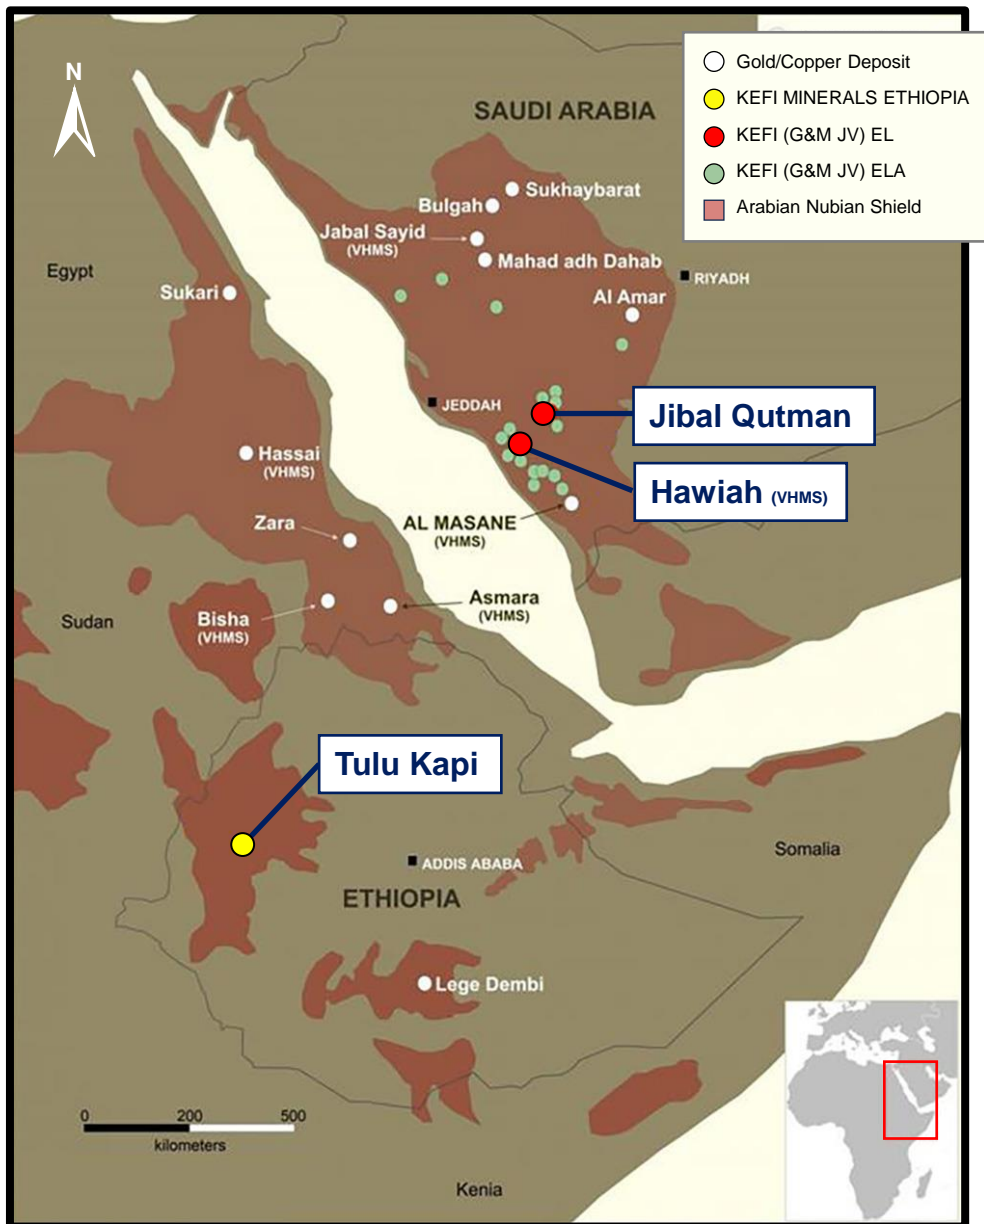 N
Gold/Copper Deposit
KEFI MINERALS ETHIOPIA
KEFI (G&M JV) EL
KEFI (G&M JV) ELA
Arabian Nubian Shield
SAUDI ARABIA
Sukhaybarat
Bulgah
Jabal Sayid
(VHMS)
Mahad adh Dahab
Egypt
RIYADH
Sukari
Al Amar
JEDDAH
Jibal Qutman
Hassai
(VHMS)
Hawiah (VHMS)
Zara
AL MASANE
(VHMS)
Asmara
(VHMS)
Bisha
(VHMS)
Sudan
Tulu Kapi
Somalia
ADDIS ABABA
ETHIOPIA
Lege Dembi
0 200 500
kilometers
Kenia